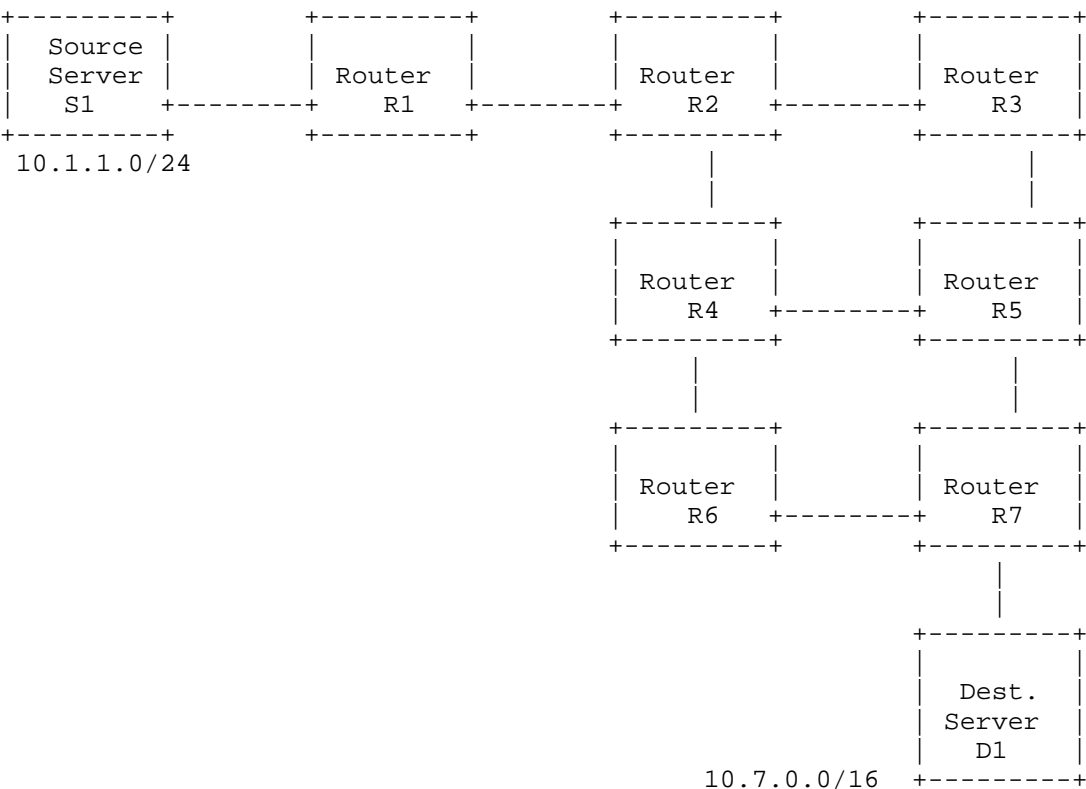 Source
Server
S1
Router
R1
Router
R2
Router
R3
10.1.1.0/24
Router
R4
Router
R5
Router
R6
Router
R7
Dest.
Server
D1
10.7.0.0/16